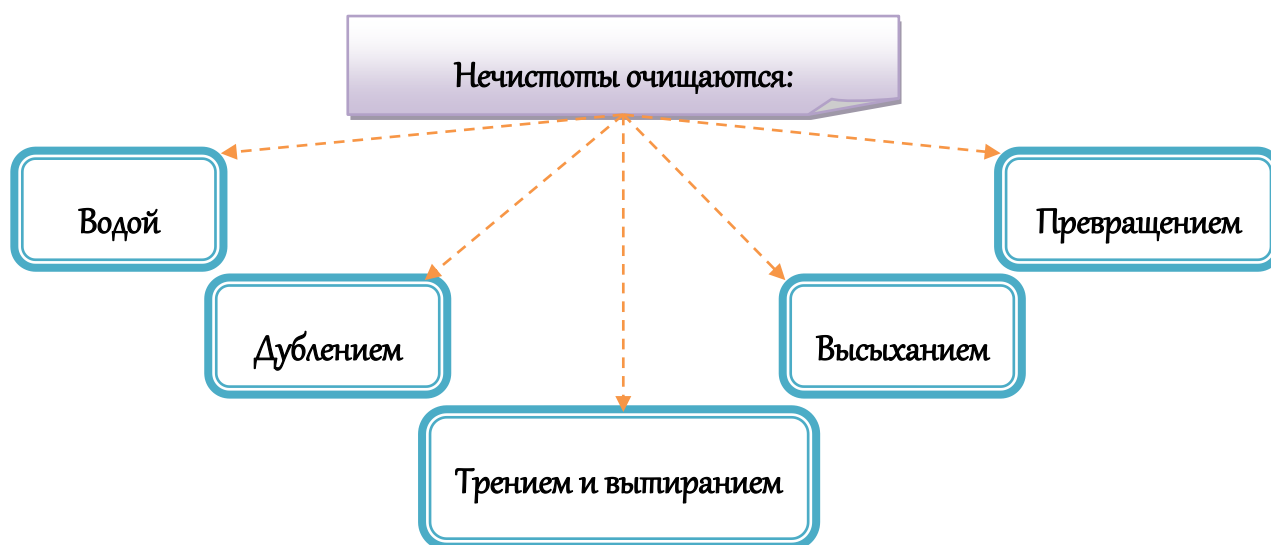 Нечистоты очищаются:
Водой
Превращением
Дублением
Высыханием
Трением и вытиранием